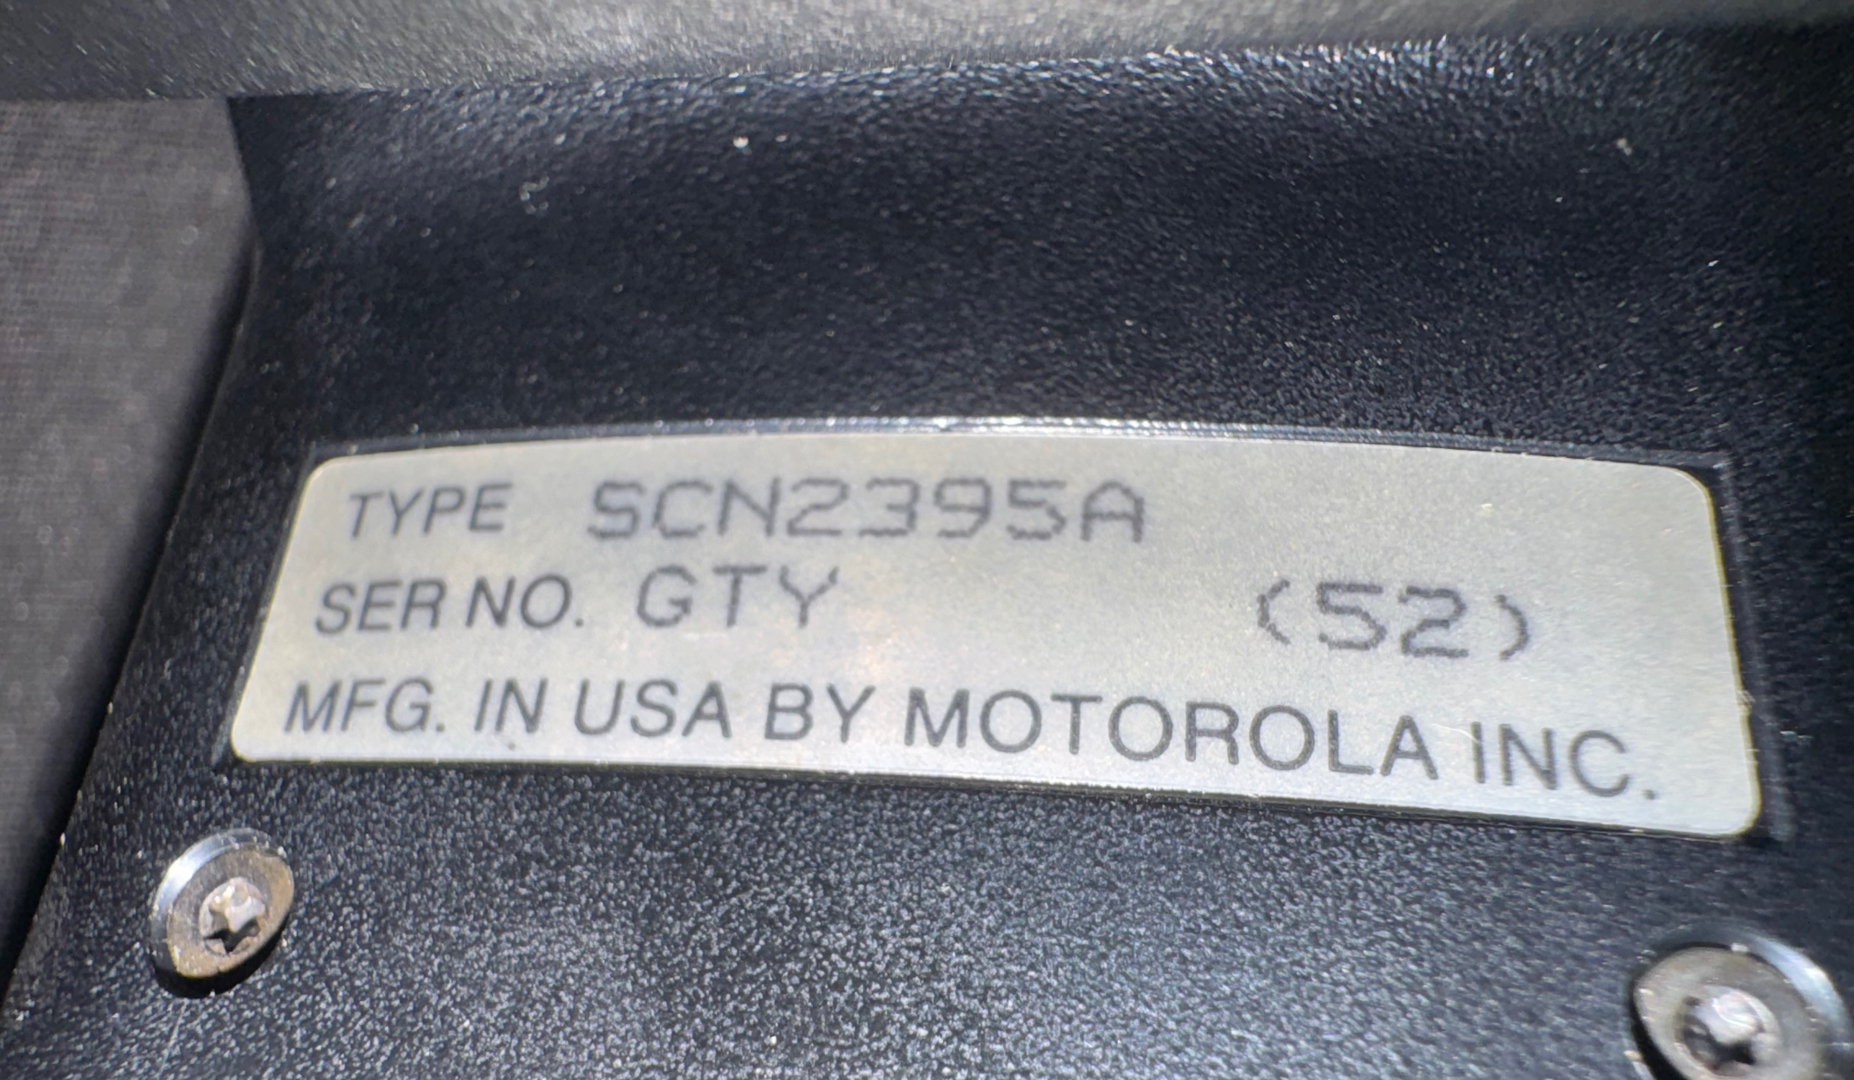 TYPE SCN2395A
SER NO. GTY (52)
MFG. IN USA BY MOTOROLA INC.